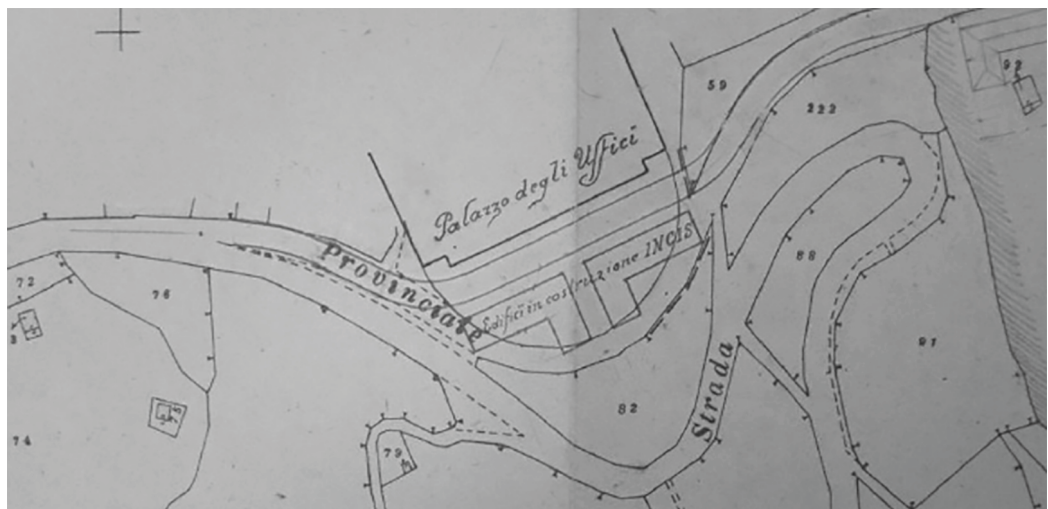 59
92
222
Palazzo degli Uffici
Edifici in costruzione INCIS
Provinciale
88
72
76
91
Strada
82
74
79